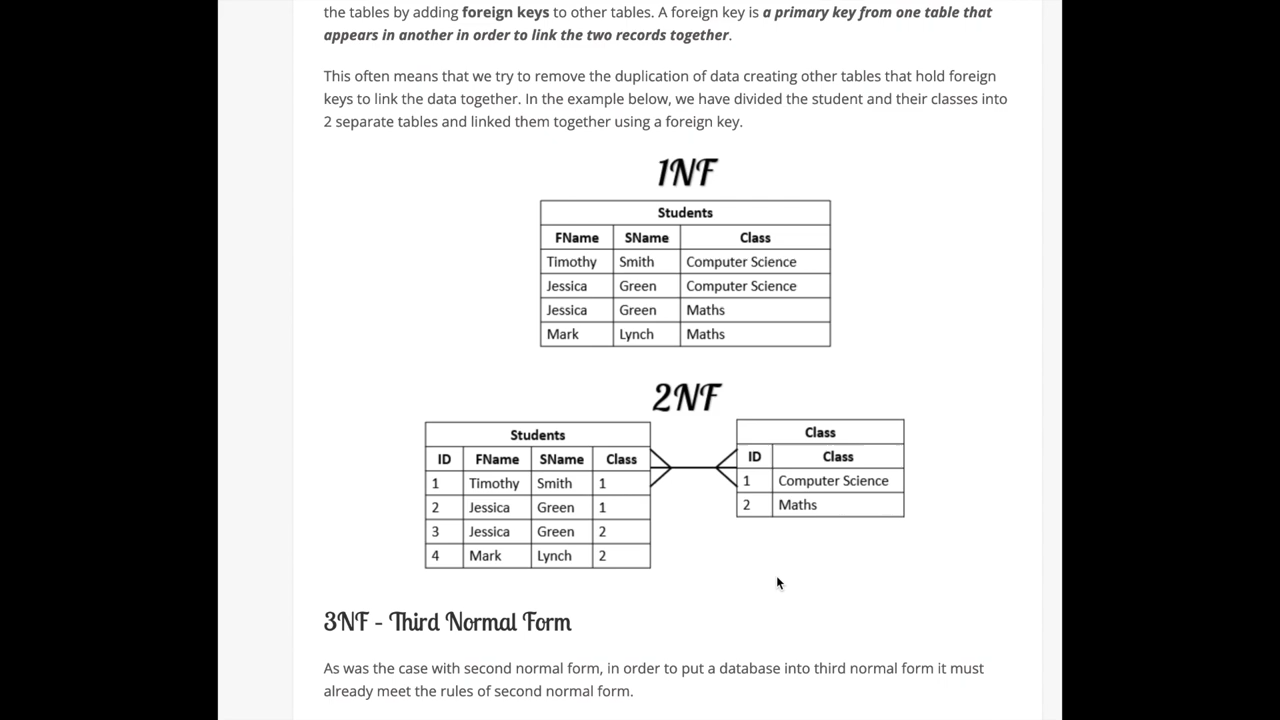 the tables by adding foreign keys to other tables. A foreign key is a primary key from one table that
appears in another in order to link the two records together.
This often means that we try to remove the duplication of data creating other tables that hold foreign
keys to link the data together. In the example below, we have divided the student and their classes into
2 separate tables and linked them together using a foreign key.
1NF
Students
FName SName Class
Timothy Smith Computer Science
Jessica Green Computer Science
Jessica Green Maths
Mark Lynch Maths
2NF
Students
ID FName SName Class
1 Timothy Smith 1
2 Jessica Green 1
3 Jessica Green 2
4 Mark Lynch 2
Class
ID Class
1 Computer Science
2 Maths
3NF – Third Normal Form
As was the case with second normal form, in order to put a database into third normal form it must
already meet the rules of second normal form.